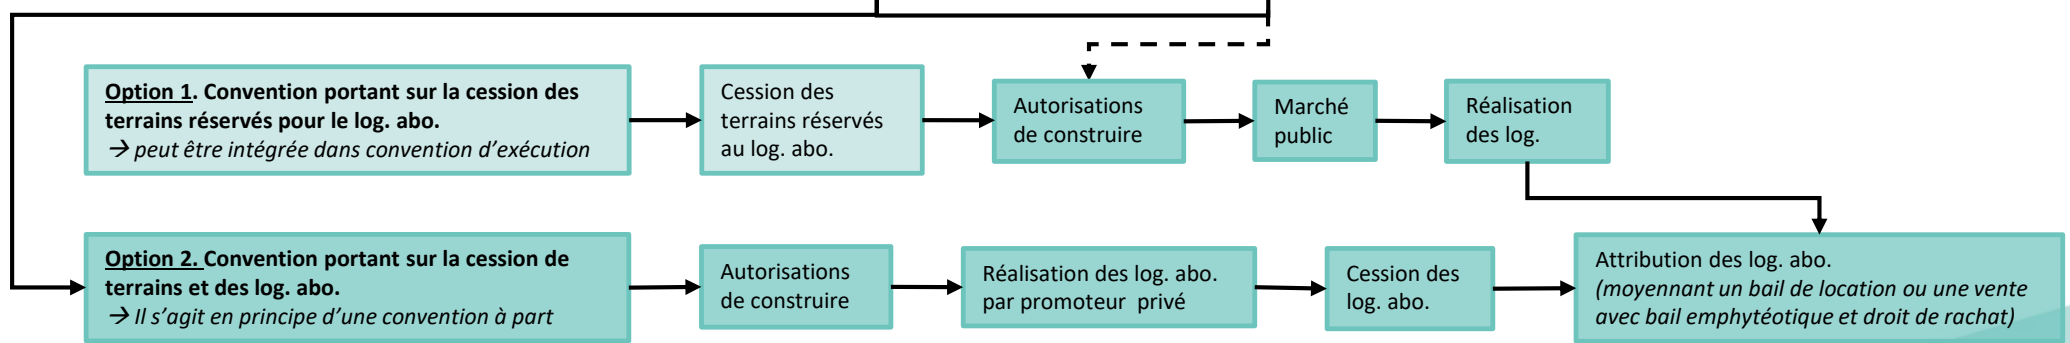 Option 1. Convention portant sur la cession des
terrains réservés pour le log. abo.
→ peut être intégrée dans convention d'exécution
Cession des
terrains réservés
au log. abo.
Autorisations
de construire
Marché
public
Réalisation
des log.
Option 2. Convention portant sur la cession de
terrains et des log. abo.
→ Il s'agit en principe d'une convention à part
Autorisations
de construire
Réalisation des log. abo.
par promoteur privé
Cession des
log. abo.
Attribution des log. abo.
(moyennant un bail de location ou une vente
avec bail emphytéotique et droit de rachat)